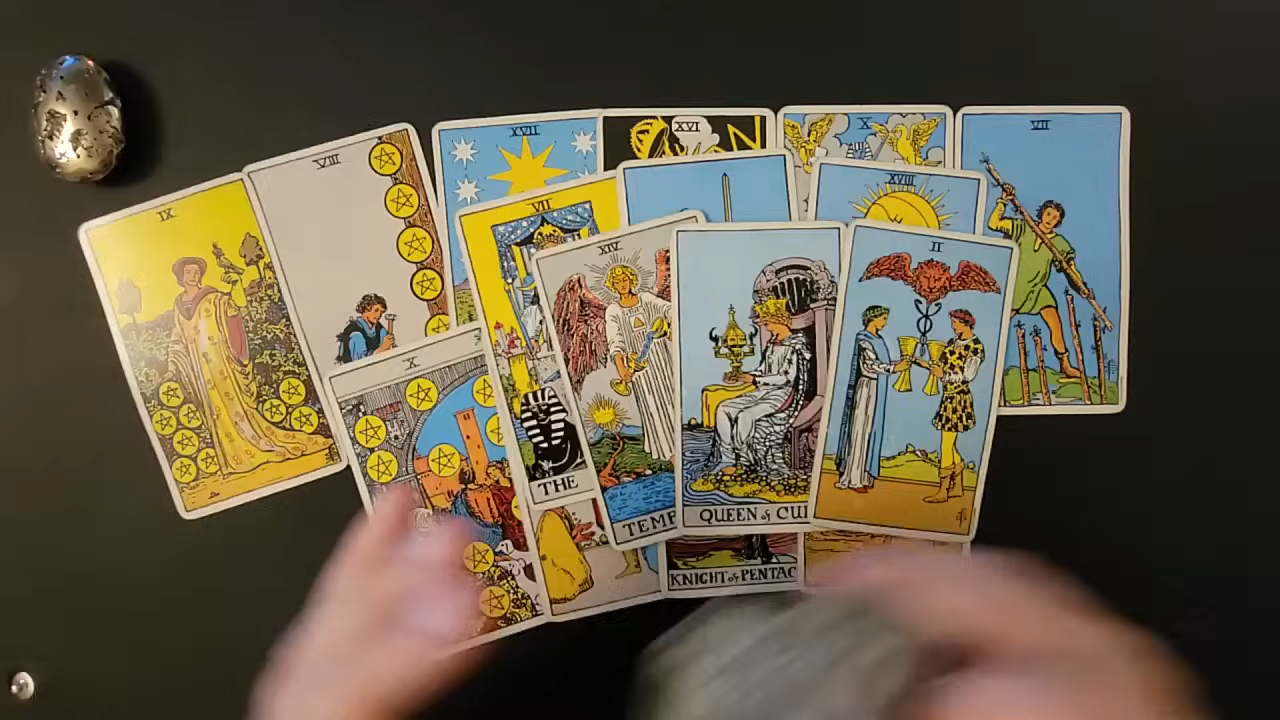 IX
VIII
XVII
XVI
X
VII
X
VII
XVIII
XIV
II
THE
TEMP
QUEEN of CU
KNIGHT of PENTAC